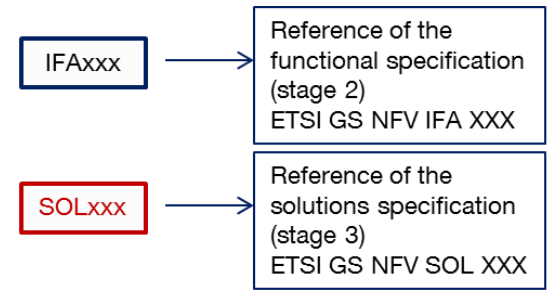 IFAxxx
Reference of the
functional specification
(stage 2)
ETSI GS NFV IFA XXX
SOLxxx
Reference of the
solutions specification
(stage 3)
ETSI GS NFV SOL XXX